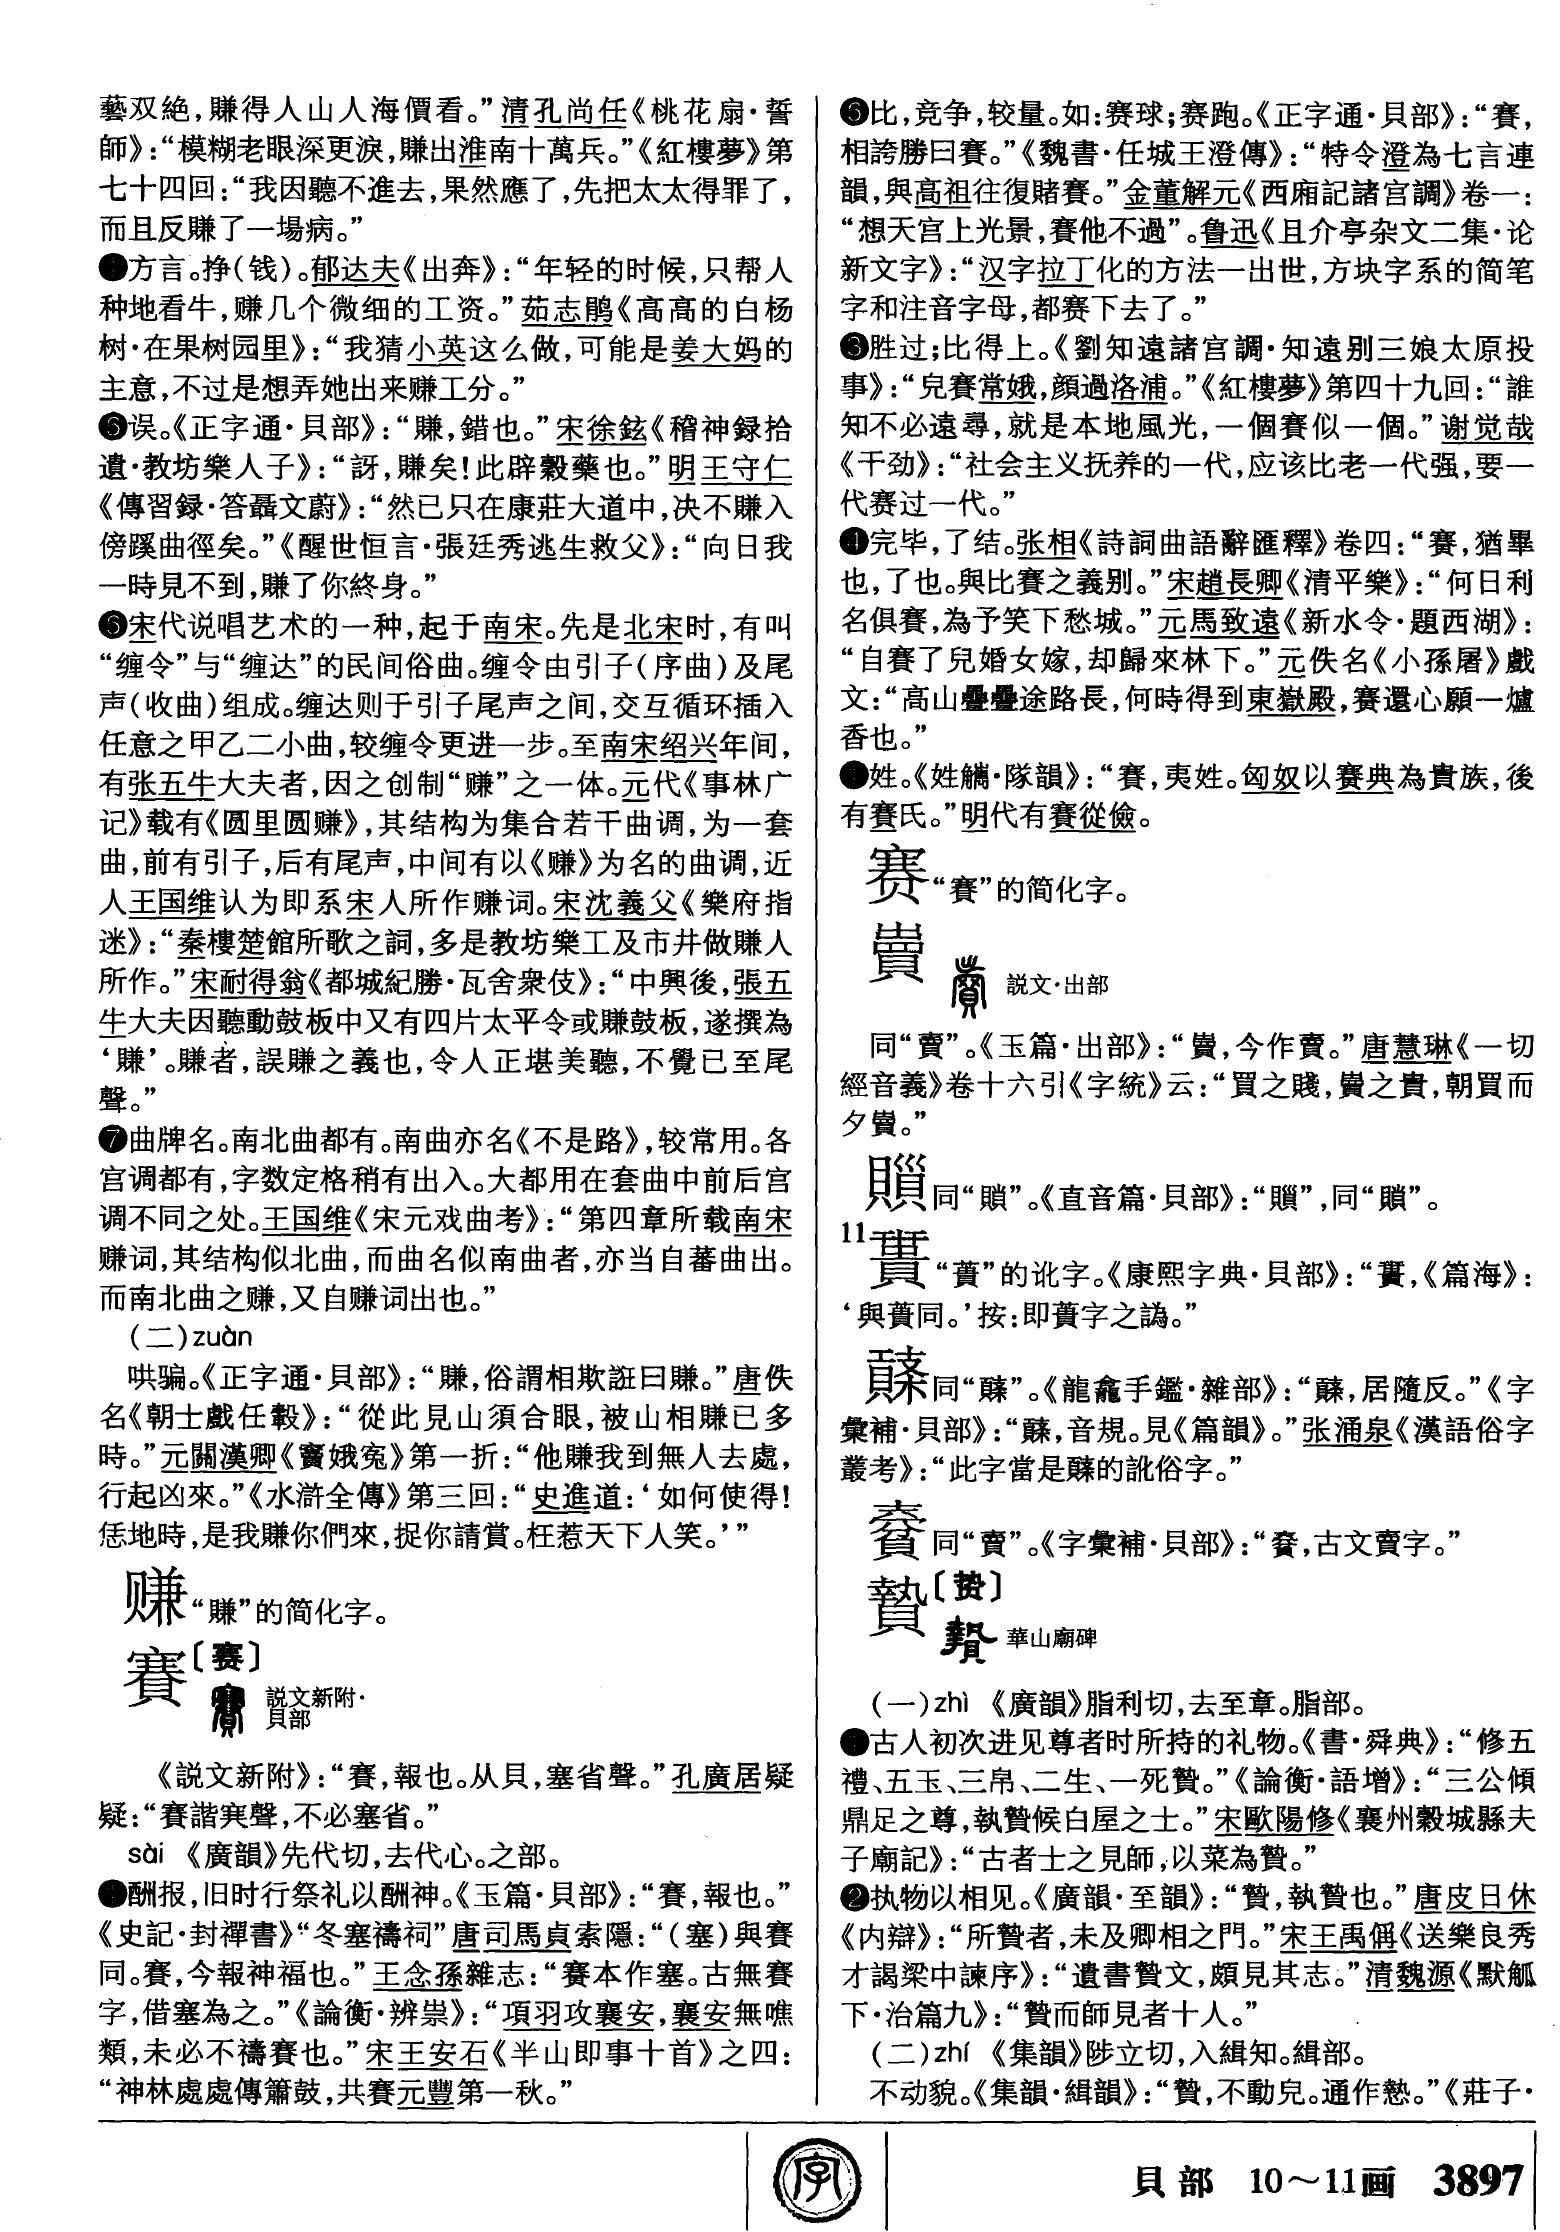 藝双絶,賺得人山人海價看。”清孔尚任《桃花扇·誓
師》:“模糊老眼深更淚,賺出淮南十萬兵。”《紅樓夢》第
七十四回:“我因聽不進去,果然應了,先把太太得罪了,
而且反賺了一場病。”
❹方言。挣(钱)。郁达夫《出奔》:“年轻的时候,只帮人
种地看牛,赚几个微细的工资。”茹志鹃《高高的白杨
树·在果树园里》:“我猜小英这么做,可能是姜大妈的
主意,不过是想弄她出来赚工分。”
❺误。《正字通·貝部》:“賺,錯也。”宋徐鉉《稽神録拾
遺·教坊樂人子》:“訝,賺矣!此辟穀藥也。”明王守仁
《傳習録·答聶文蔚》:“然已只在康莊大道中,决不賺入
傍蹊曲徑矣。”《醒世恒言·張廷秀逃生救父》:“向日我
一時見不到,賺了你終身。”
❻宋代说唱艺术的一种,起于南宋。先是北宋时,有叫
“缠令”与“缠达”的民间俗曲。缠令由引子(序曲)及尾
声(收曲)组成。缠达则于引子尾声之间,交互循环插入
任意之甲乙二小曲,较缠令更进一步。至南宋绍兴年间,
有张五牛大夫者,因之创制“赚”之一体。元代《事林广
记》载有《圆里圆赚》,其结构为集合若干曲调,为一套
曲,前有引子,后有尾声,中间有以《赚》为名的曲调,近
人王国维认为即系宋人所作赚词。宋沈義父《樂府指
迷》:“秦樓楚館所歌之詞,多是教坊樂工及市井做賺人
所作。”宋耐得翁《都城紀勝·瓦舍衆伎》:“中興後,張五
牛大夫因聽動鼓板中又有四片太平令或賺鼓板,遂撰為
‘賺’。賺者,誤賺之義也,令人正堪美聽,不覺已至尾
聲。”
❼曲牌名。南北曲都有。南曲亦名《不是路》,较常用。各
宫调都有,字数定格稍有出入。大都用在套曲中前后宫
调不同之处。王国维《宋元戏曲考》:“第四章所载南宋
赚词,其结构似北曲,而曲名似南曲者,亦当自蕃曲出。
而南北曲之赚,又自赚词出也。”
(二)zuàn
哄骗。《正字通·貝部》:“賺,俗謂相欺誑曰賺。”唐佚
名《朝士戲任轂》:“從此見山須合眼,被山相賺已多
時。”元關漢卿《竇娥寃》第一折:“他賺我到無人去處,
行起凶來。”《水滸全傳》第三回:“史進道:‘如何使得!
恁地時,是我賺你們來,捉你請賞。枉惹天下人笑。’”
赚“賺”的简化字。
賽〔赛〕
説文新附·
貝部
《説文新附》:“賽,報也。从貝,塞省聲。”孔廣居疑
疑:“賽諧㝮聲,不必塞省。”
sài 《廣韻》先代切,去代心。之部。
❶酬报,旧时行祭礼以酬神。《玉篇·貝部》:“賽,報也。”
《史記·封禪書》“冬塞禱祠”唐司馬貞索隱:“(塞)與賽
同。賽,今報神福也。”王念孫雜志:“賽本作塞。古無賽
字,借塞為之。”《論衡·辨祟》:“項羽攻襄安,襄安無噍
類,未必不禱賽也。”宋王安石《半山即事十首》之四:
“神林處處傳簫鼓,共賽元豐第一秋。”
❷比,竞争,较量。如:赛球;赛跑。《正字通·貝部》:“賽,
相誇勝曰賽。”《魏書·任城王澄傳》:“特令澄為七言連
韻,與高祖往復賭賽。”金董解元《西廂記諸宫調》卷一:
“想天宫上光景,賽他不過”。鲁迅《且介亭杂文二集·论
新文字》:“汉字拉丁化的方法一出世,方块字系的简笔
字和注音字母,都赛下去了。”
❸胜过;比得上。《劉知遠諸宫調·知遠别三娘太原投
事》:“兒賽常娥,顔過洛浦。”《紅樓夢》第四十九回:“誰
知不必遠尋,就是本地風光,一個賽似一個。”谢觉哉
《干劲》:“社会主义抚养的一代,应该比老一代强,要一
代赛过一代。”
❹完毕,了结。张相《詩詞曲語辭匯釋》卷四:“賽,猶畢
也,了也。與比賽之義别。”宋趙長卿《清平樂》:“何日利
名俱賽,為予笑下愁城。”元馬致遠《新水令·題西湖》:
“自賽了兒婚女嫁,却歸來林下。”元佚名《小孫屠》戲
文:“高山疊疊途路長,何時得到東嶽殿,賽還心願一爐
香也。”
❺姓。《姓觿·隊韻》:“賽,夷姓。匈奴以賽典為貴族,後
有賽氏。”明代有賽從儉。
赛“賽”的简化字。
𧷓
説文·出部
同“賣”。《玉篇·出部》:“𧷓,今作賣。”唐慧琳《一切
經音義》卷十六引《字統》云:“買之賤,𧷓之貴,朝買而
夕𧷓。”
同“貲”。《直音篇·貝部》:
11
的讹字。《康熙字典·貝部》:“《篇海》:
按:即字之譌。”
《龍龕手鑑·雜部》:“居隨反。”《字
彙補·貝部》:“音規。見《篇韻》。”张涌泉《漢語俗字
叢考》:“此字當是的訛俗字。”
同“賣”。《字彙補·貝部》:“古文賣字。”
贄〔贽〕
華山廟碑
(一)zhì 《廣韻》脂利切,去至章。脂部。
❶古人初次进见尊者时所持的礼物。《書·舜典》:“修五
禮、五玉、三帛、二生、一死贄。”《論衡·語增》:“三公傾
鼎足之尊,執贄候白屋之士。”宋歐陽修《襄州穀城縣夫
子廟記》:“古者士之見師,以菜為贄。”
❷执物以相见。《廣韻·至韻》:“贄,執贄也。”唐皮日休
《内辯》:“所贄者,未及卿相之門。”宋王禹偁《送樂良秀
才謁梁中諫序》:“遺書贄文,頗見其志。”清魏源《默觚
下·治篇九》:“贄而師見者十人。”
(二)zhí 《集韻》陟立切,入緝知。緝部。
不动貌。《集韻·緝韻》:“贄,不動皃。通作慹。”《莊子·
字
貝部 10～11画 3897